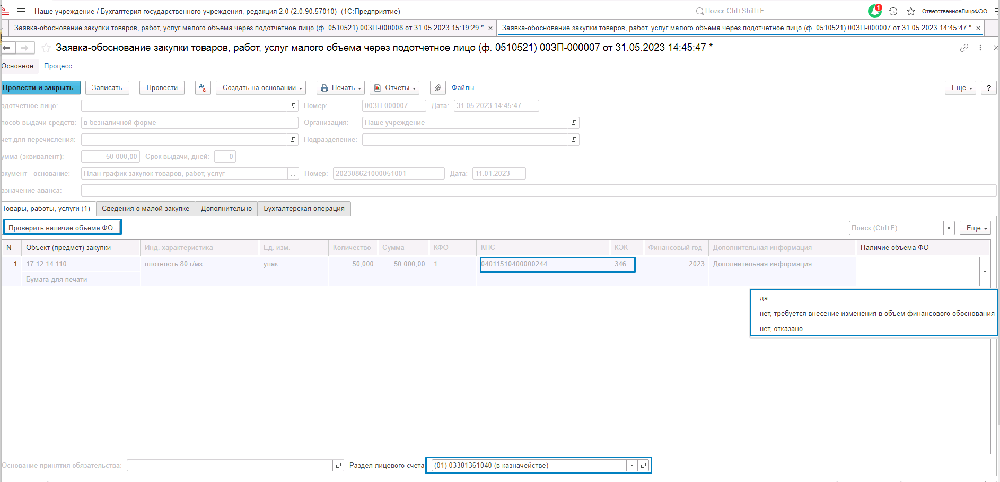 Наше учреждение / Бухгалтерия государственного учреждения, редакция 2.0 (2.0.90.57010) (1С:Предприятие)
Поиск Ctrl+Shift+F
1
ОтветственноеЛицоФЭО
Заявка-обоснование закупки товаров, работ, услуг малого объема через подотчетное лицо (ф. 0510521) 00ЗП-000008 от 31.05.2023 15:19:29 * ×
Заявка-обоснование закупки товаров, работ, услуг малого объема через подотчетное лицо (ф. 0510521) 00ЗП-000007 от 31.05.2023 14:45:47 * ×
Заявка-обоснование закупки товаров, работ, услуг малого объема через подотчетное лицо (ф. 0510521) 00ЗП-000007 от 31.05.2023 14:45:47 *
Основное Процесс
Провести и закрыть Записать Провести Дт Кт Создать на основании Печать Отчеты Файлы Еще ?
одотчетное лицо: Номер: 00ЗП-000007 Дата: 31.05.2023 14:45:47
пособ выдачи средств: в безналичной форме Организация: Наше учреждение
чет для перечисления: Подразделение:
умма (эквивалент): 50 000,00 Срок выдачи, дней: 0
окумент - основание: План-график закупок товаров, работ, услуг ... Номер: 202308621000051001 Дата: 11.01.2023
азначение аванса:
Товары, работы, услуги (1) Сведения о малой закупке Дополнительно Бухгалтерская операция
Проверить наличие объема ФО Поиск (Ctrl+F) × Еще
N Объект (предмет) закупки Инд. характеристика Ед. изм. Количество Сумма КФО КПС КЭК Финансовый год Дополнительная информация Наличие объема ФО
1 17.12.14.110 плотность 80 г/мз упак 50,000 50 000,00 1 04011510400000244 346 2023 Дополнительная информация
Бумага для печати
да
нет, требуется внесение изменения в объем финансового обоснования
нет, отказано
Основание принятия обязательства: Раздел лицевого счета (01) 03381361040 (в казначействе)